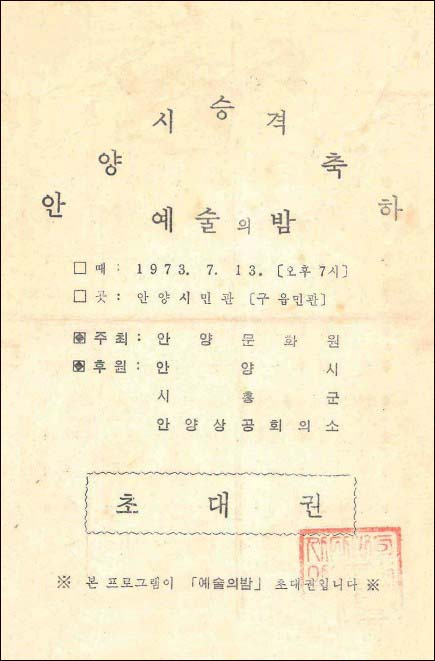 안양시승격축하
예술의밤
□ 때 : 1973. 7. 13. 〔오후 7시〕
□ 곳 : 안양시민관 〔구 읍민관〕
주최 : 안양문화원
후원 : 안양시
시흥군
안양상공회의소
초대권
※ 본 프로그램이 「예술의밤」 초대권입니다 ※